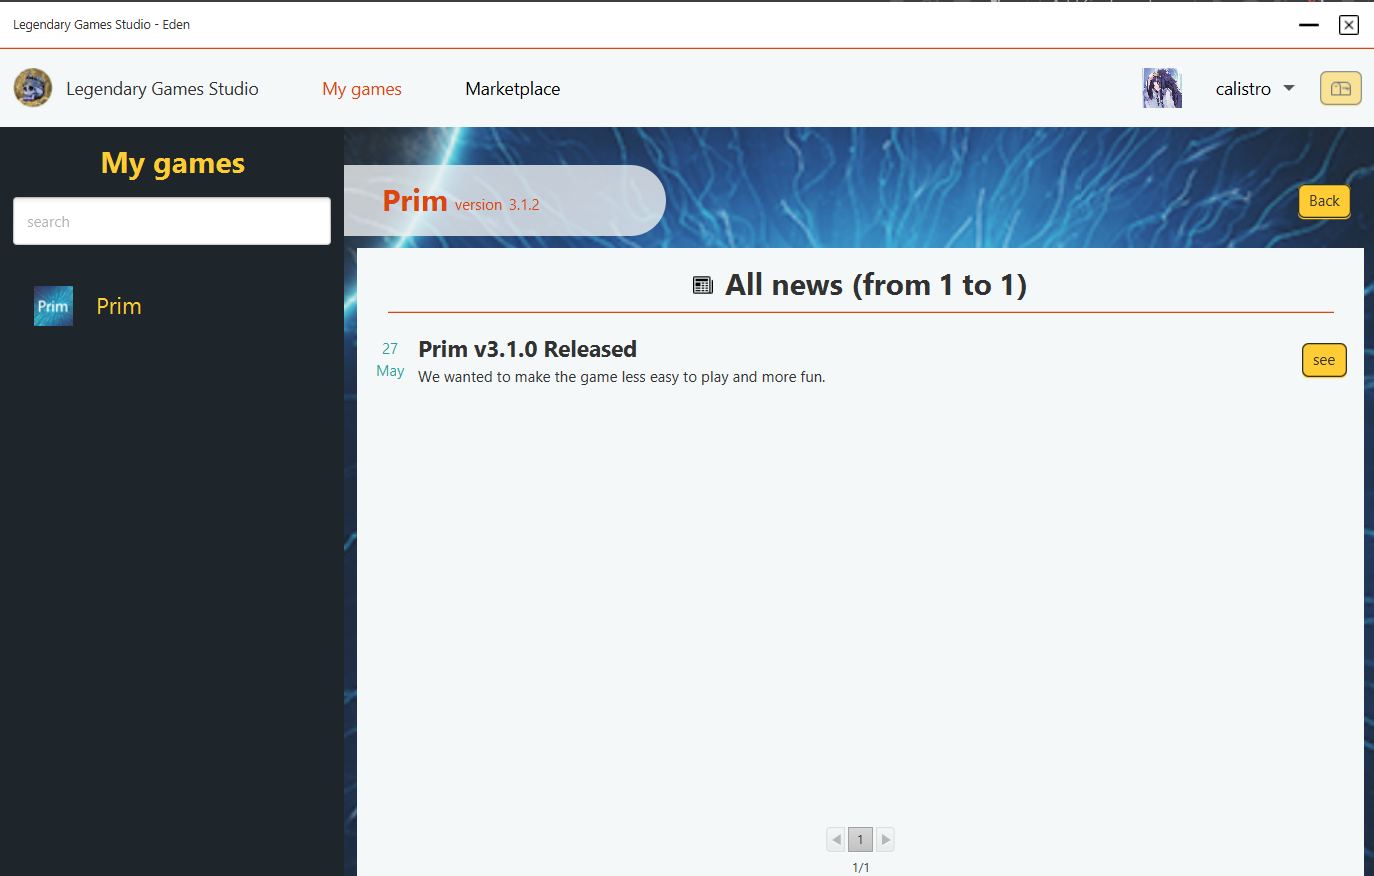 Legendary Games Studio - Eden
Legendary Games Studio
My games
Marketplace
calistro
My games
search
Prim
Prim
Prim version 3.1.2
Back
All news (from 1 to 1)
27
May
Prim v3.1.0 Released
We wanted to make the game less easy to play and more fun.
see
1
1/1